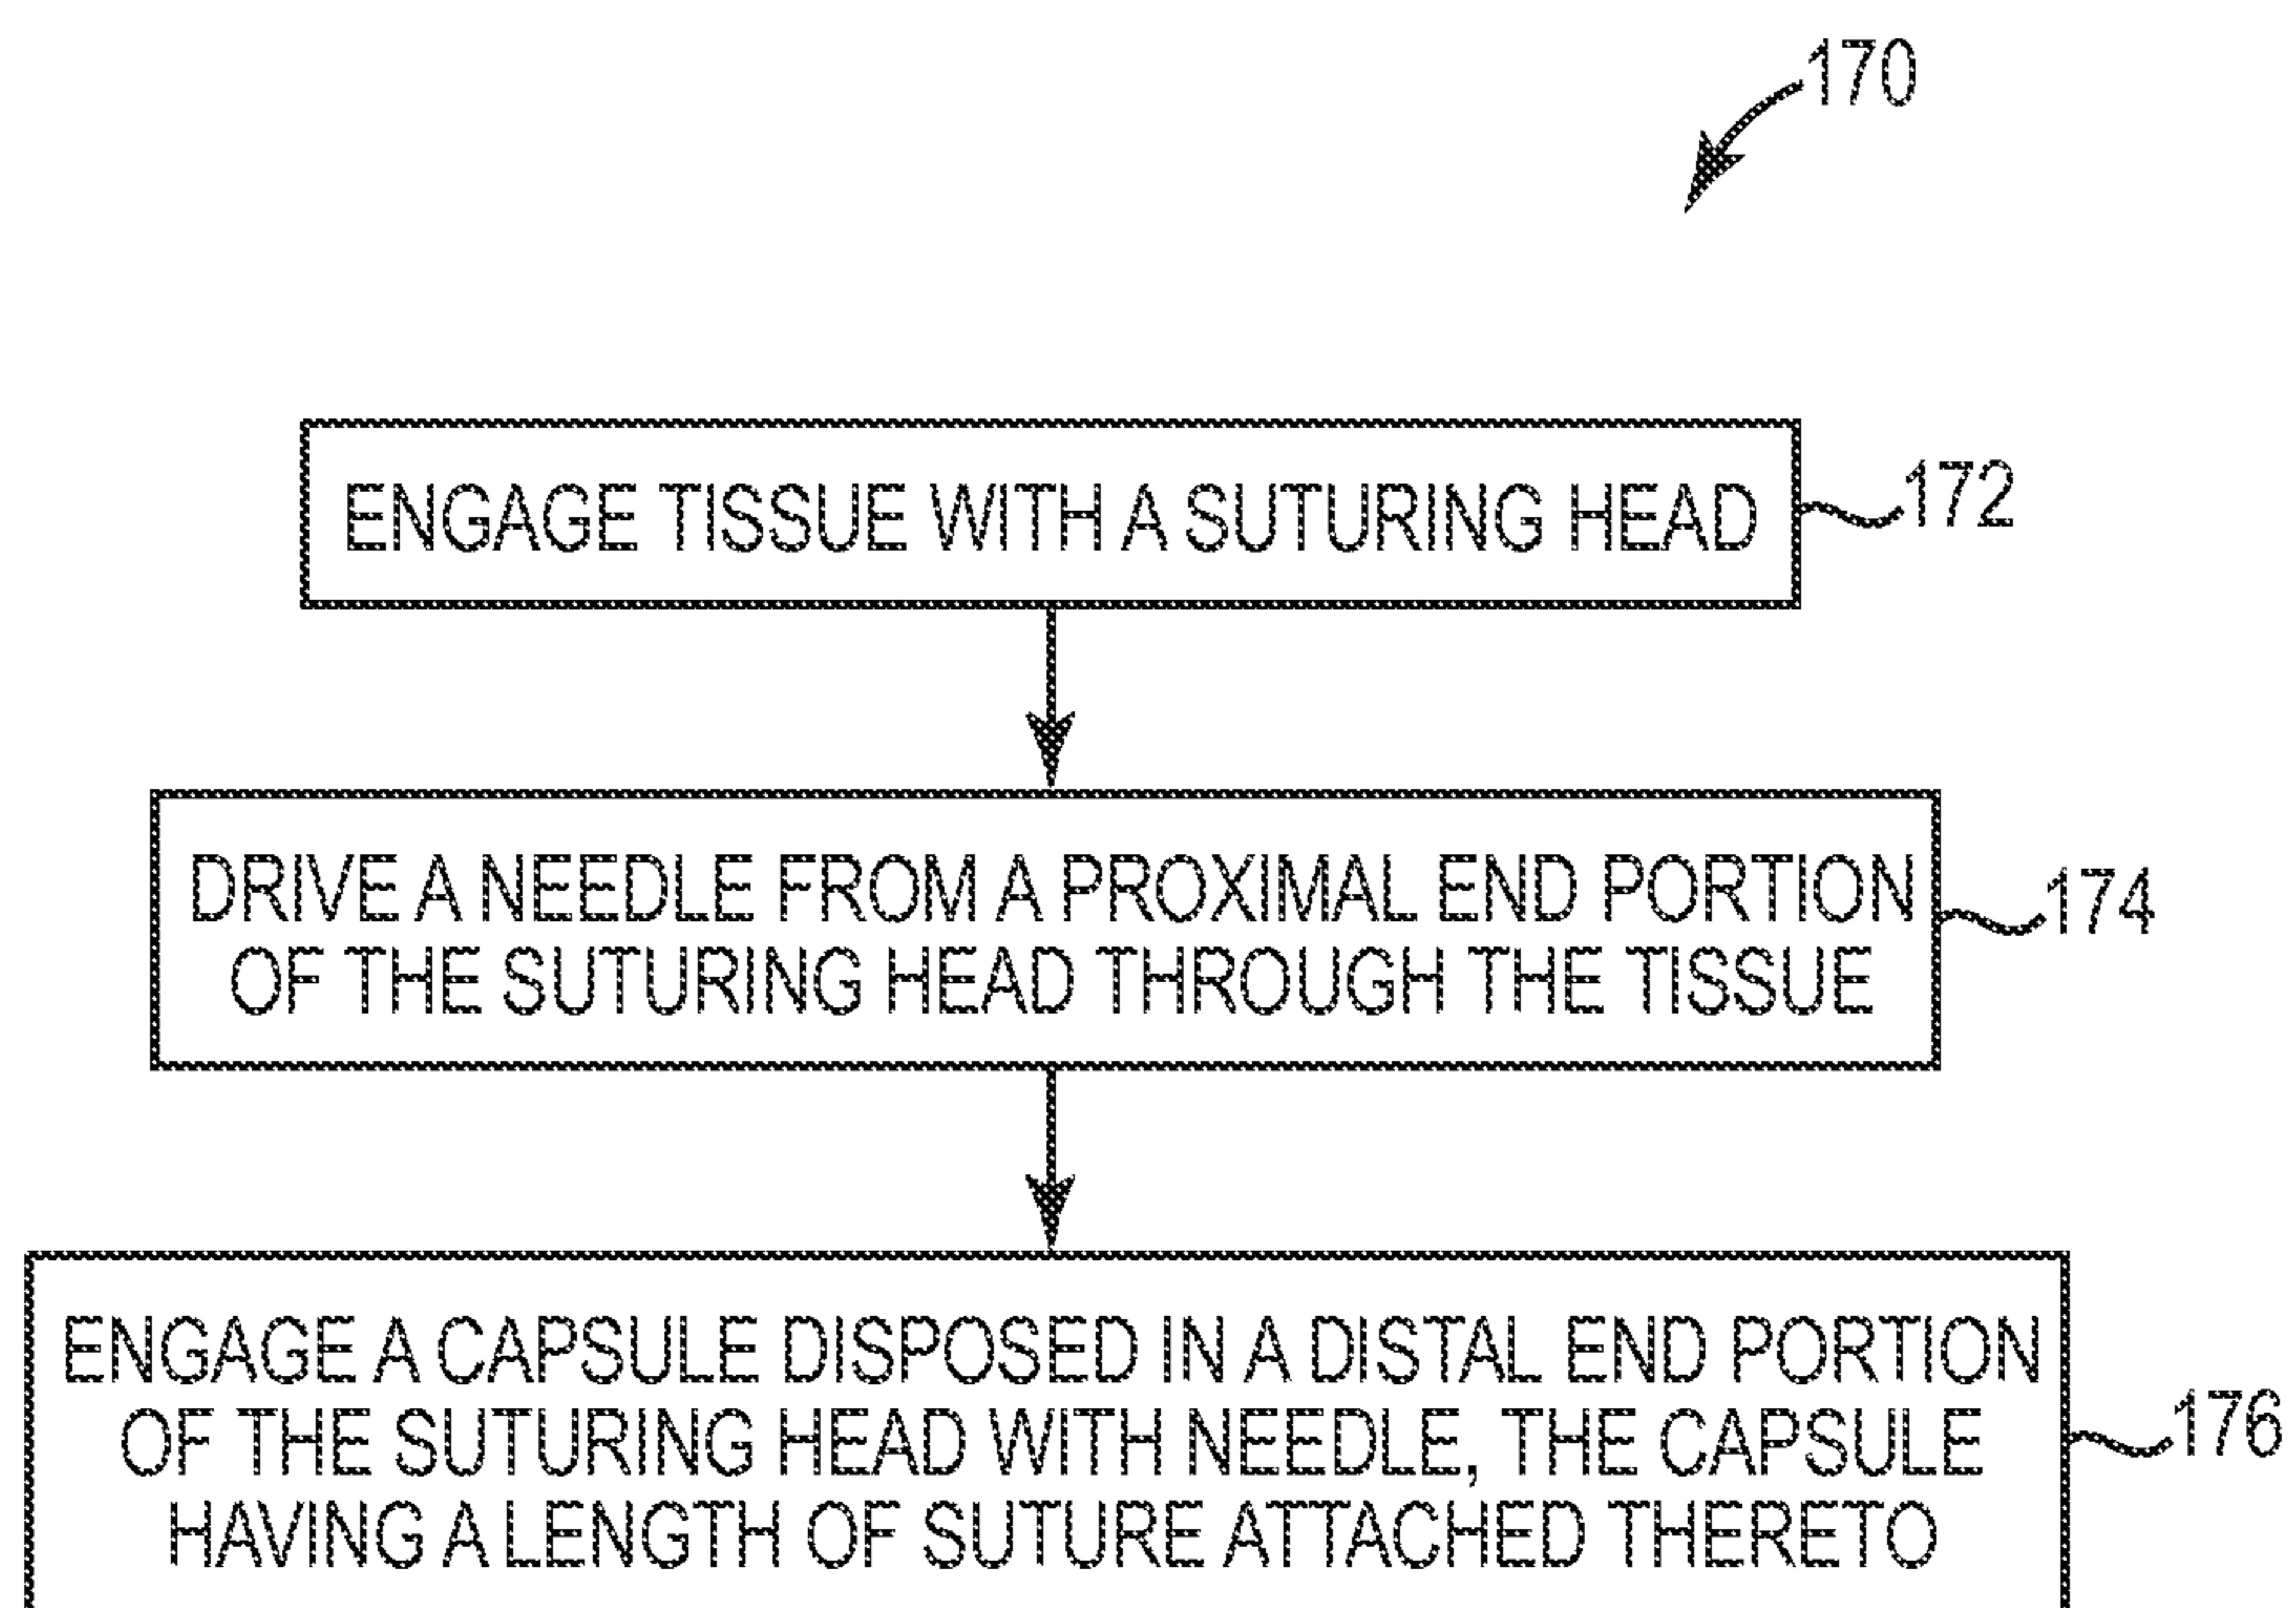 170
ENGAGE TISSUE WITH A SUTURING HEAD
172
DRIVE A NEEDLE FROM A PROXIMAL END PORTION
OF THE SUTURING HEAD THROUGH THE TISSUE
174
ENGAGE A CAPSULE DISPOSED IN A DISTAL END PORTION
OF THE SUTURING HEAD WITH NEEDLE, THE CAPSULE
HAVING A LENGTH OF SUTURE ATTACHED THERETO
176